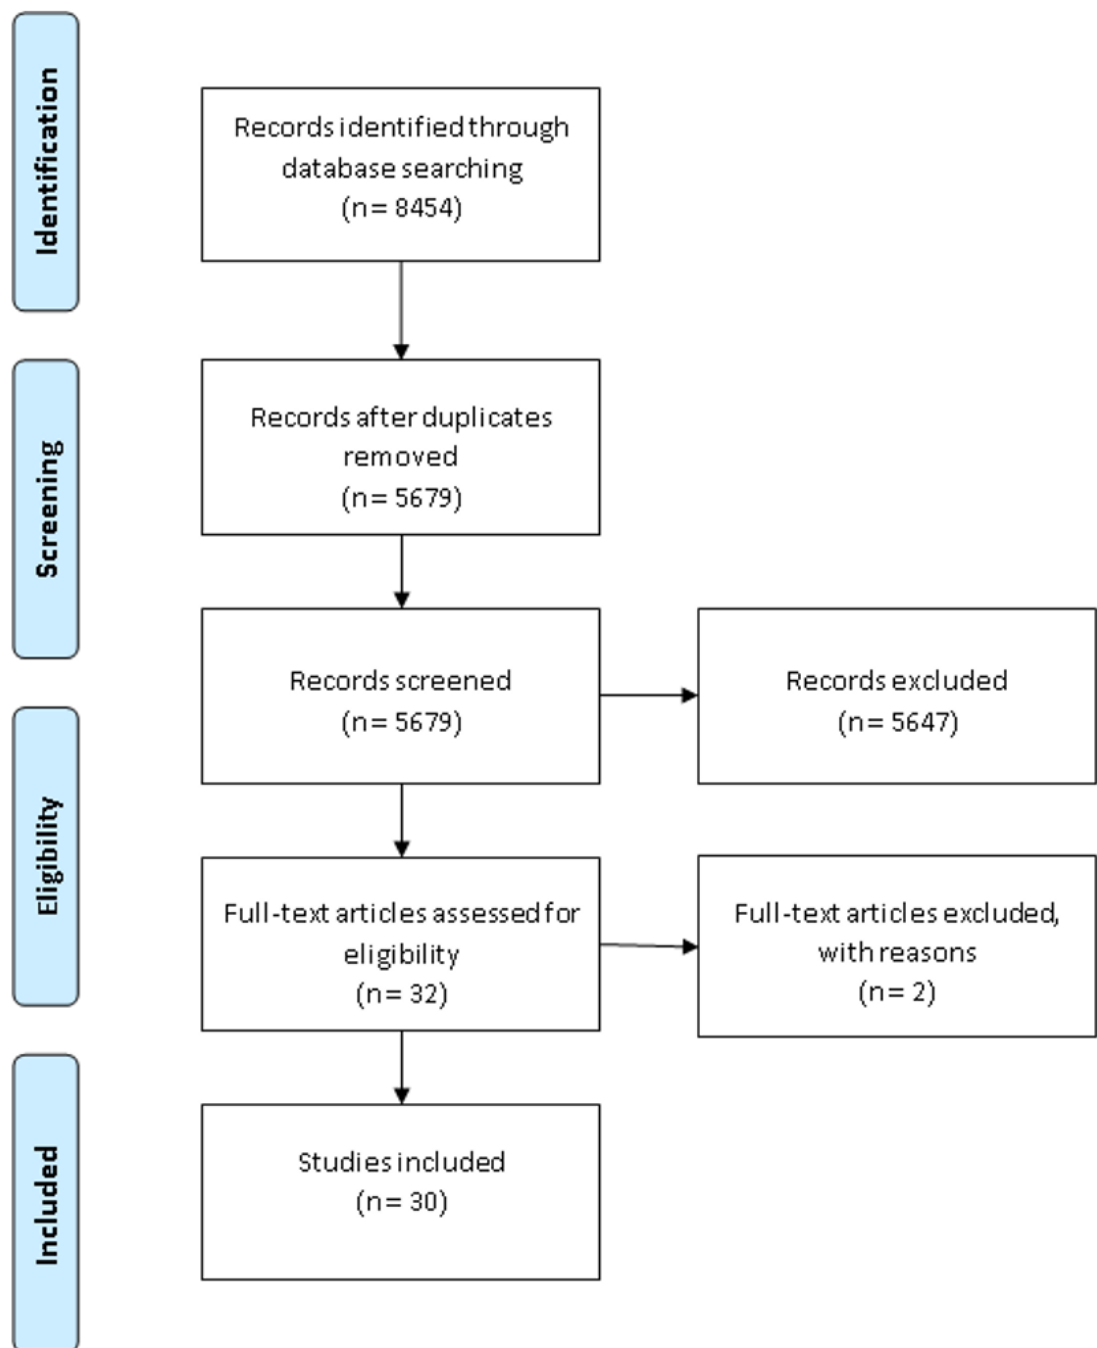 Identification
Records identified through
database searching
(n= 8454)
Screening
Records after duplicates
removed
(n= 5679)
Records screened
(n= 5679)
Records excluded
(n= 5647)
Eligibility
Full-text articles assessed for
eligibility
(n= 32)
Full-text articles excluded,
with reasons
(n= 2)
Included
Studies included
(n= 30)